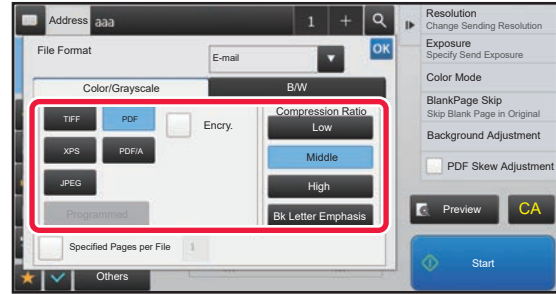 Address aaa 1 +
File Format E-mail OK
Color/Grayscale B/W
TIFF PDF Encry.
XPS PDF/A
JPEG
Programmed
Compression Ratio
Low
Middle
High
Bk Letter Emphasis
Specified Pages per File 1
Others
Resolution
Change Sending Resolution
Exposure
Specify Send Exposure
Color Mode
BlankPage Skip
Skip Blank Page in Original
Background Adjustment
PDF Skew Adjustment
Preview CA
Start